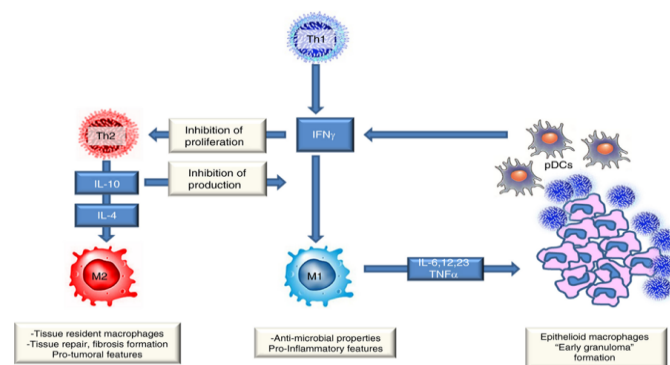 Th1
Th2
Inhibition of
proliferation
IFNγ
pDCs
IL-10
Inhibition of
production
IL-4
M2
M1
IL-6,12,23
TNFα
-Tissue resident macrophages
-Tissue repair, fibrosis formation
Pro-tumoral features
-Anti-microbial properties
Pro-Inflammatory features
Epithelioid macrophages
"Early granuloma"
formation